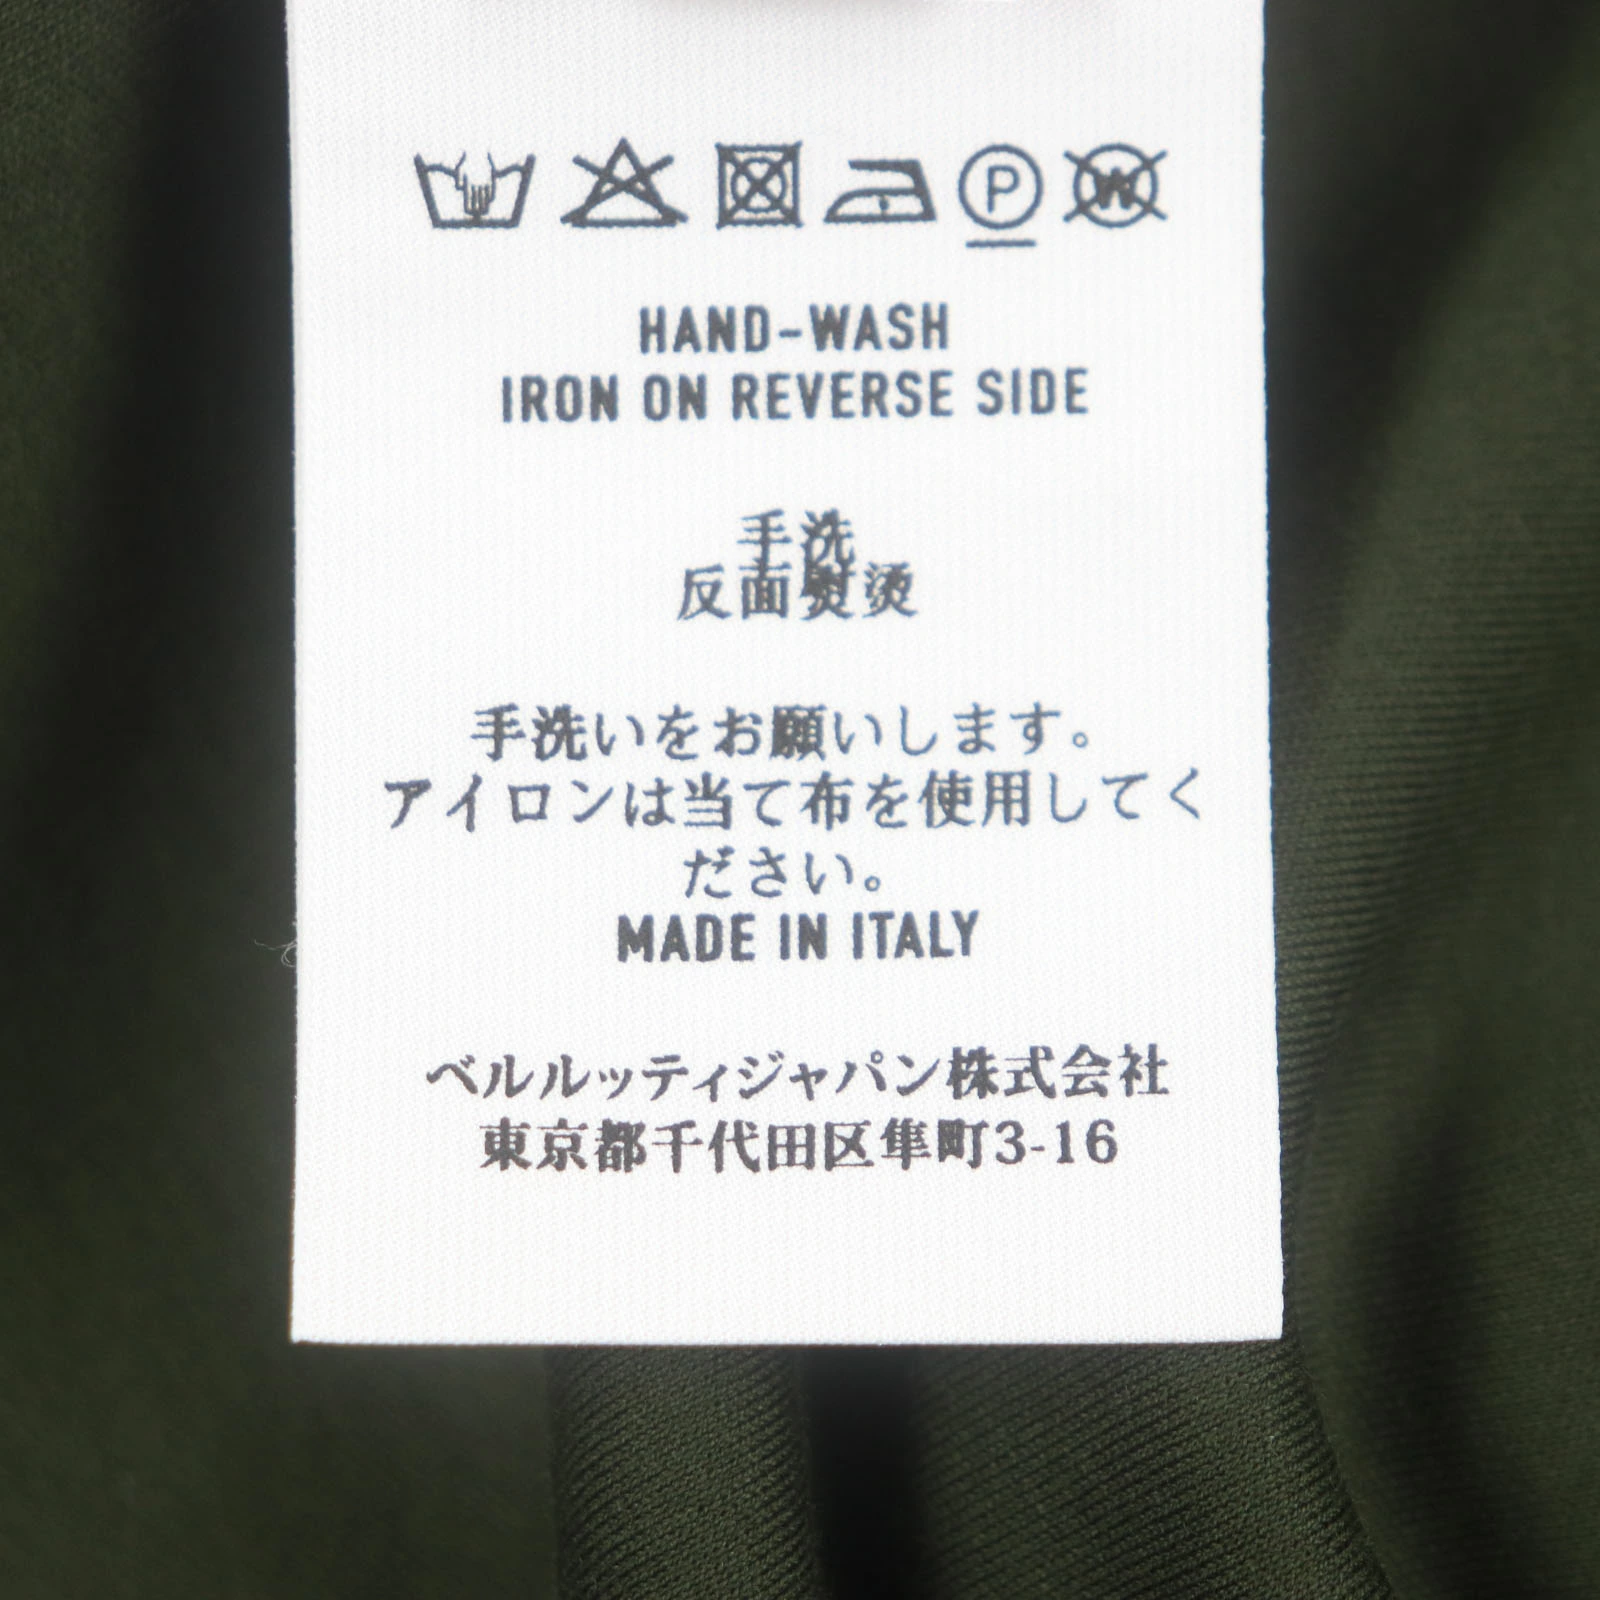 HAND-WASH
IRON ON REVERSE SIDE
手洗
反面熨烫
手洗いをお願いします。
アイロンは当て布を使用してく
ださい。
MADE IN ITALY
ベルルッティジャパン株式会社
東京都千代田区隼町3-16